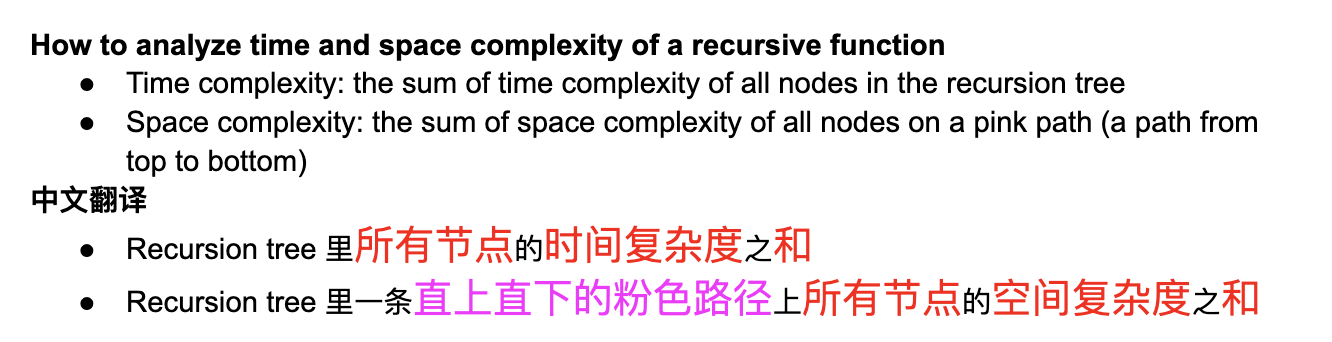 How to analyze time and space complexity of a recursive function
● Time complexity: the sum of time complexity of all nodes in the recursion tree
● Space complexity: the sum of space complexity of all nodes on a pink path (a path from
top to bottom)
中文翻译
● Recursion tree 里所有节点的时间复杂度之和
● Recursion tree 里一条直上直下的粉色路径上所有节点的空间复杂度之和